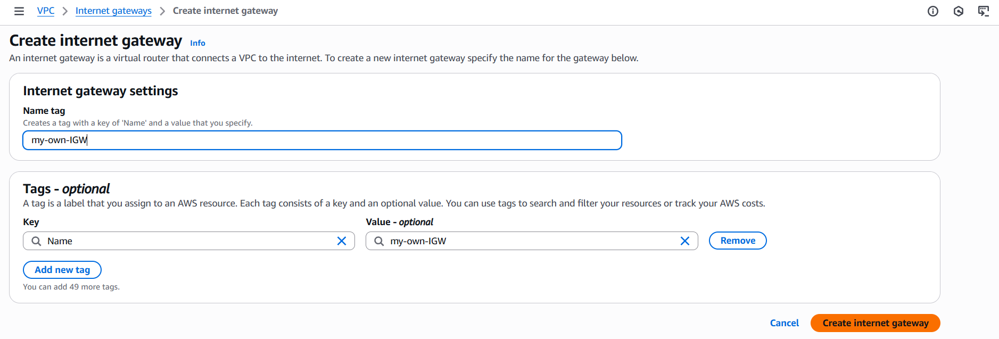 VPC > Internet gateways > Create internet gateway
Create internet gateway Info
An internet gateway is a virtual router that connects a VPC to the internet. To create a new internet gateway specify the name for the gateway below.
Internet gateway settings
Name tag
Creates a tag with a key of 'Name' and a value that you specify.
my-own-IGW
Tags - optional
A tag is a label that you assign to an AWS resource. Each tag consists of a key and an optional value. You can use tags to search and filter your resources or track your AWS costs.
Key Value - optional
Name my-own-IGW Remove
Add new tag
You can add 49 more tags.
Cancel Create internet gateway